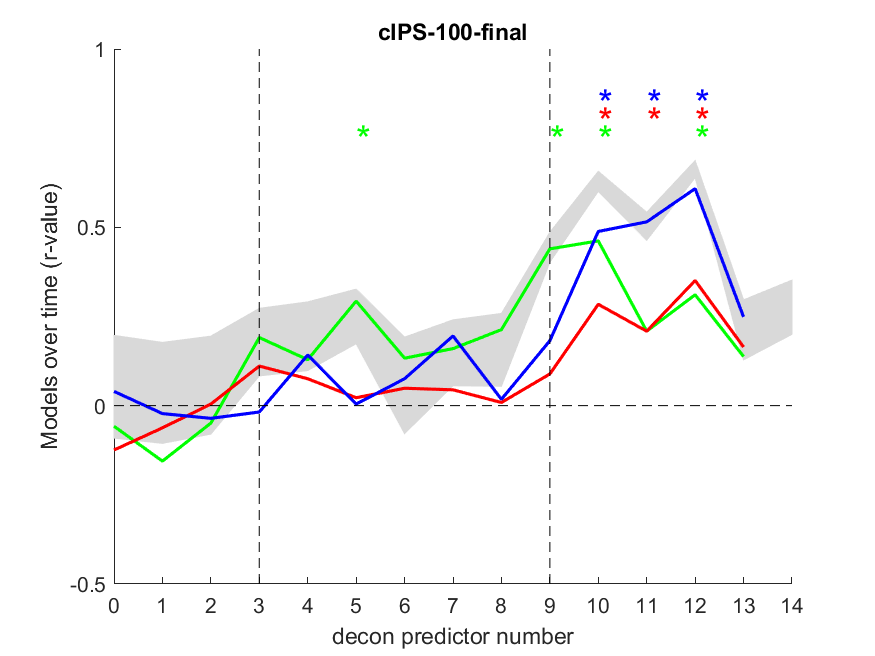 cIPS-100-final
1
0.5
0
-0.5
Models over time (r-value)
* * *
* * *
* * * *
0 1 2 3 4 5 6 7 8 9 10 11 12 13 14
decon predictor number